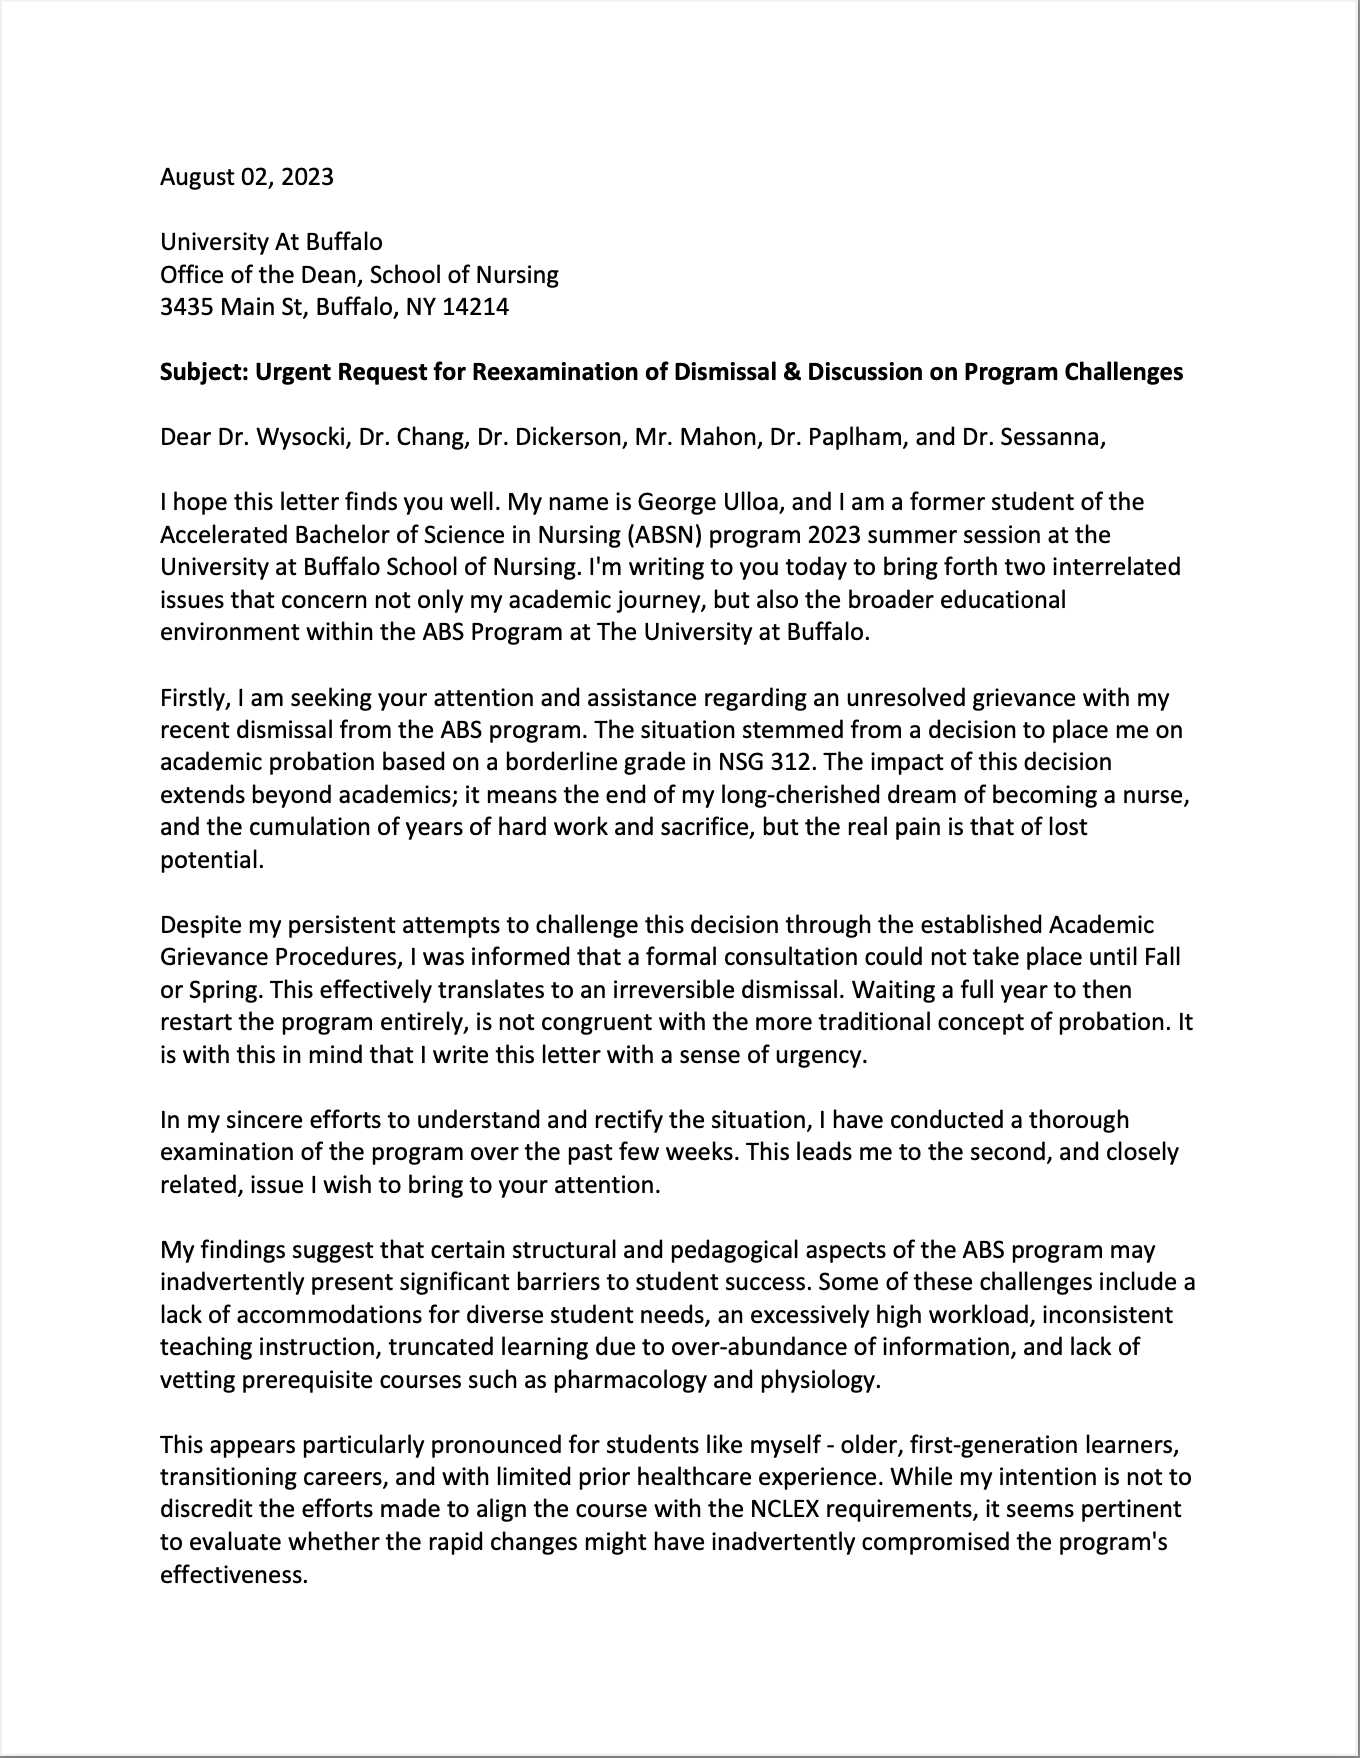 August 02, 2023
University At Buffalo
Office of the Dean, School of Nursing
3435 Main St, Buffalo, NY 14214
Subject: Urgent Request for Reexamination of Dismissal & Discussion on Program Challenges
Dear Dr. Wysocki, Dr. Chang, Dr. Dickerson, Mr. Mahon, Dr. Paplham, and Dr. Sessanna,
I hope this letter finds you well. My name is George Ulloa, and I am a former student of the
Accelerated Bachelor of Science in Nursing (ABSN) program 2023 summer session at the
University at Buffalo School of Nursing. I'm writing to you today to bring forth two interrelated
issues that concern not only my academic journey, but also the broader educational
environment within the ABS Program at The University at Buffalo.
Firstly, I am seeking your attention and assistance regarding an unresolved grievance with my
recent dismissal from the ABS program. The situation stemmed from a decision to place me on
academic probation based on a borderline grade in NSG 312. The impact of this decision
extends beyond academics; it means the end of my long-cherished dream of becoming a nurse,
and the cumulation of years of hard work and sacrifice, but the real pain is that of lost
potential.
Despite my persistent attempts to challenge this decision through the established Academic
Grievance Procedures, I was informed that a formal consultation could not take place until Fall
or Spring. This effectively translates to an irreversible dismissal. Waiting a full year to then
restart the program entirely, is not congruent with the more traditional concept of probation. It
is with this in mind that I write this letter with a sense of urgency.
In my sincere efforts to understand and rectify the situation, I have conducted a thorough
examination of the program over the past few weeks. This leads me to the second, and closely
related, issue I wish to bring to your attention.
My findings suggest that certain structural and pedagogical aspects of the ABS program may
inadvertently present significant barriers to student success. Some of these challenges include a
lack of accommodations for diverse student needs, an excessively high workload, inconsistent
teaching instruction, truncated learning due to over-abundance of information, and lack of
vetting prerequisite courses such as pharmacology and physiology.
This appears particularly pronounced for students like myself - older, first-generation learners,
transitioning careers, and with limited prior healthcare experience. While my intention is not to
discredit the efforts made to align the course with the NCLEX requirements, it seems pertinent
to evaluate whether the rapid changes might have inadvertently compromised the program's
effectiveness.